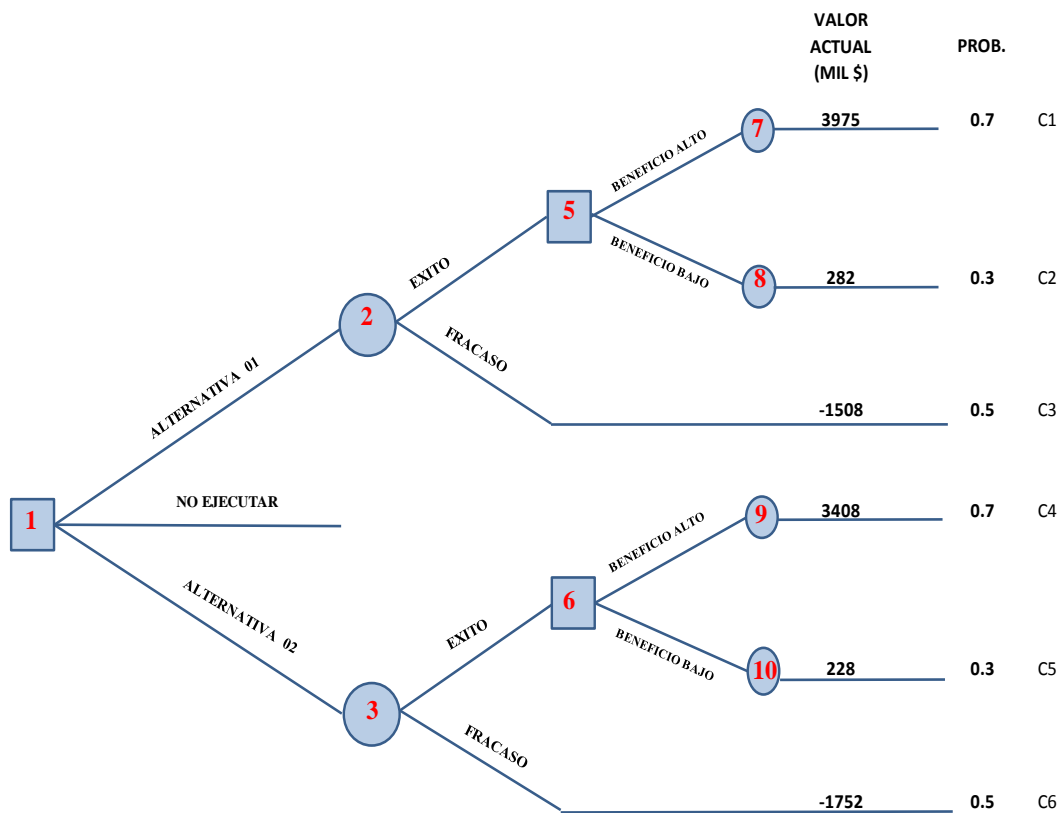 VALOR
ACTUAL
(MIL $)
PROB.
7
3975
0.7
C1
BENEFICIO ALTO
5
BENEFICIO BAJO
8
282
0.3
C2
EXITO
2
FRACASO
-1508
0.5
C3
ALTERNATIVA 01
1
NO EJECUTAR
9
3408
0.7
C4
BENEFICIO ALTO
6
BENEFICIO BAJO
10
228
0.3
C5
ALTERNATIVA 02
EXITO
3
FRACASO
-1752
0.5
C6